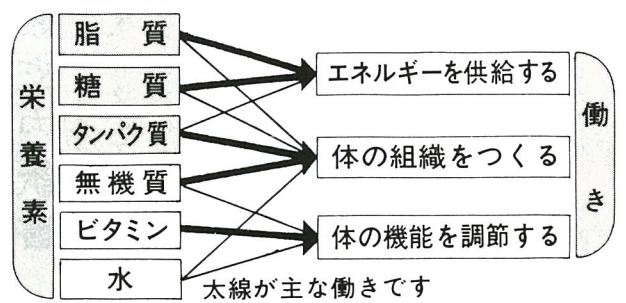 栄養素
脂質
糖質
タンパク質
無機質
ビタミン
水
エネルギーを供給する
体の組織をつくる
体の機能を調節する
働き
太線が主な働きです